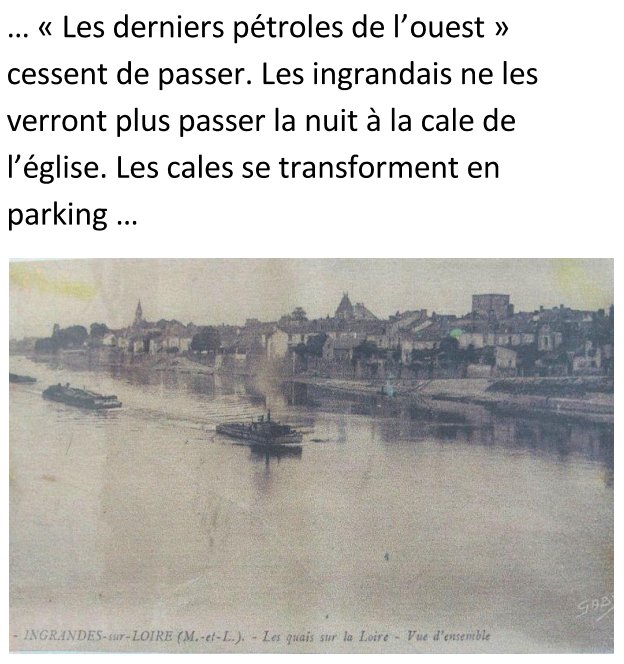 ... « Les derniers pétroles de l’ouest »
cessent de passer. Les ingrandais ne les
verront plus passer la nuit à la cale de
l’église. Les cales se transforment en
parking ...
GABY
- INGRANDES-sur-LOIRE (M.-et-L.). - Les quais sur la Loire - Vue d'ensemble